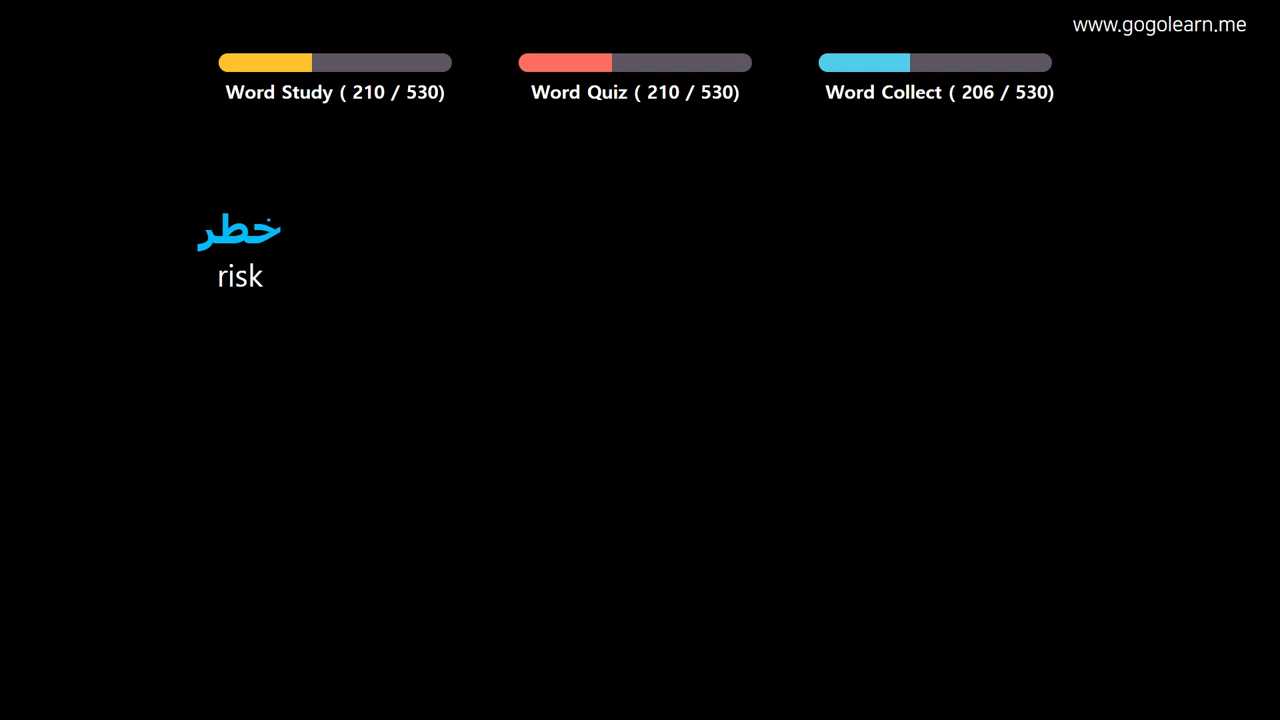 www.gogolearn.me
Word Study ( 210 / 530)
Word Quiz ( 210 / 530)
Word Collect ( 206 / 530)
خطر
risk